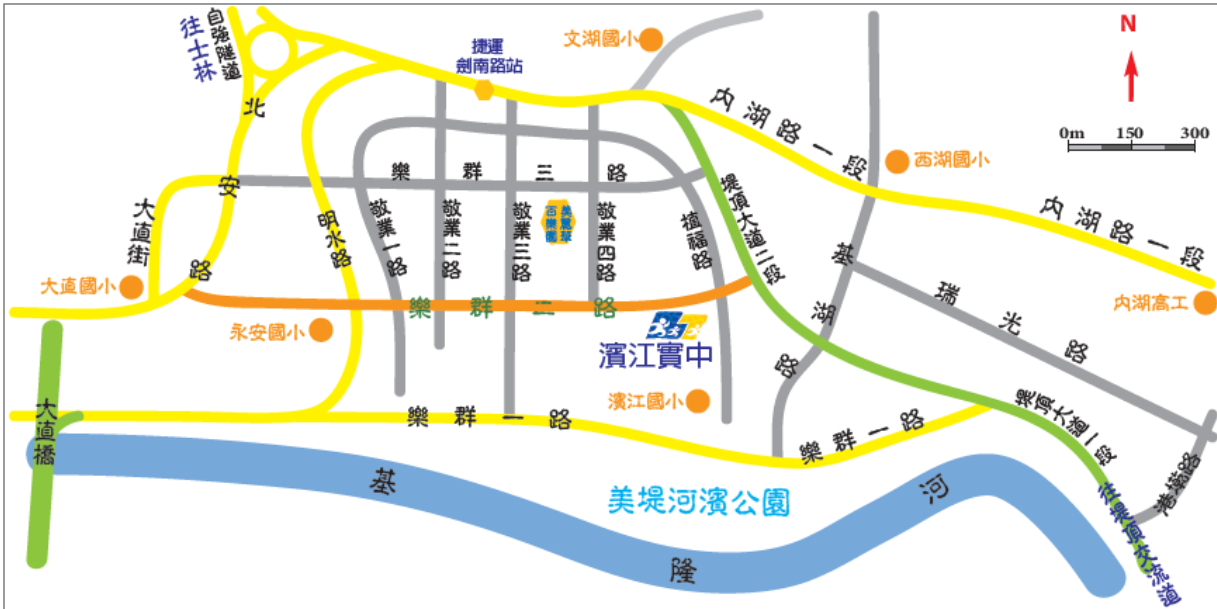 自強隧道
往士林
捷運
劍南路站
文湖國小
N
0m 150 300
內湖路一段
西湖國小
北安路
樂群三路
大直街
明水路
敬業一路
敬業二路
敬業三路
美麗華
百樂園
敬業四路
植福路
堤頂大道二段
內湖路一段
基湖路
瑞光路
大直國小
內湖高工
樂群二路
永安國小
濱江實中
濱江國小
大直橋
樂群一路
樂群一路
堤頂大道一段
港墘路
美堤河濱公園
基隆河
往堤頂交流道